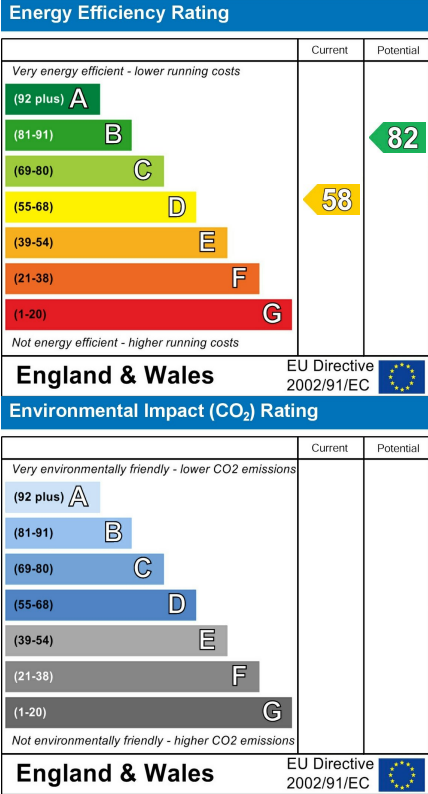 Energy Efficiency Rating
Current Potential
Very energy efficient - lower running costs
(92 plus) A
(81-91) B
82
(69-80) C
(55-68) D
58
(39-54) E
(21-38) F
(1-20) G
Not energy efficient - higher running costs
England & Wales
EU Directive
2002/91/EC
Environmental Impact (CO₂) Rating
Current Potential
Very environmentally friendly - lower CO2 emissions
(92 plus) A
(81-91) B
(69-80) C
(55-68) D
(39-54) E
(21-38) F
(1-20) G
Not environmentally friendly - higher CO2 emissions
England & Wales
EU Directive
2002/91/EC